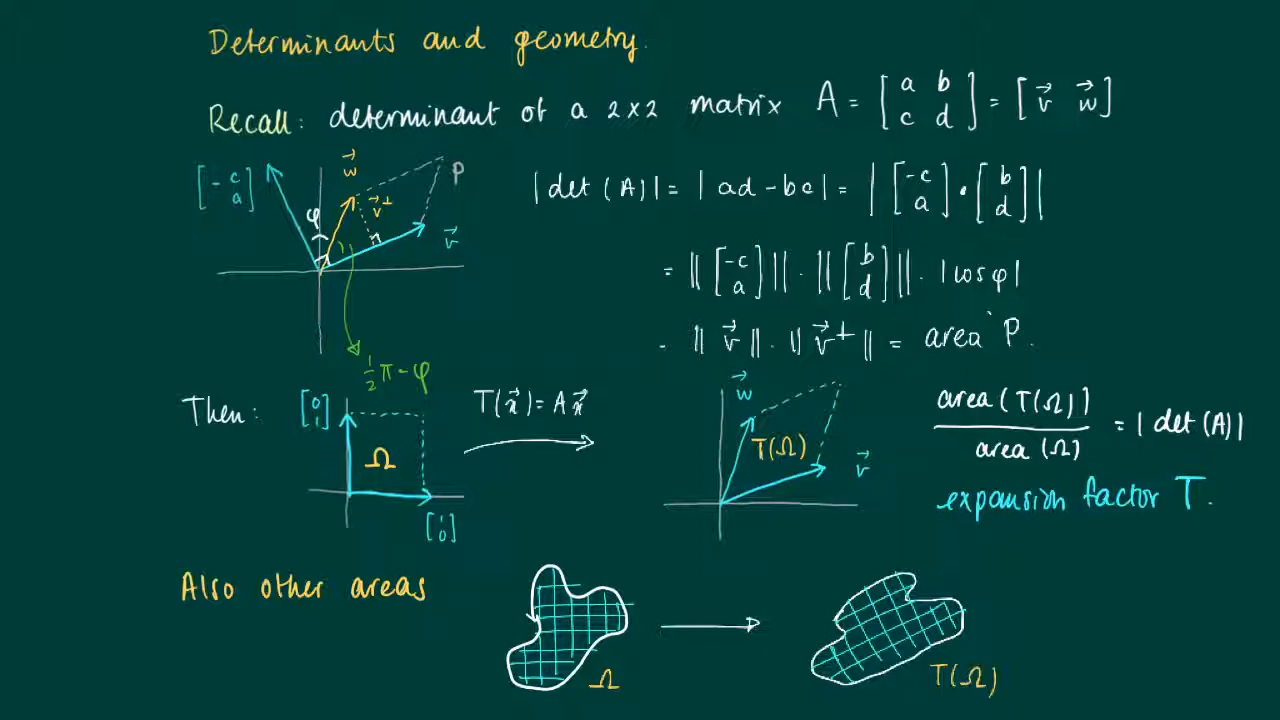 Determinants and geometry.
Recall: determinant of a 2×2 matrix A = [a b; c d] = [v⃗ w⃗]
[-c; a] w⃗ v⃗⊥ P φ v⃗
|det (A)| = |ad - bc| = |[-c; a] • [b; d]|
= ‖[-c; a]‖ . ‖[b; d]‖ . |cos φ|
. ‖v⃗‖ . ‖v⃗⊥‖ = area P.
½π - φ
Then: [0; 1] Ω [1; 0]
T(x⃗) = A x⃗
w⃗ T(Ω) v⃗
area(T(Ω)) / area(Ω) = |det(A)|
expansion factor T.
Also other areas
Ω T(Ω)